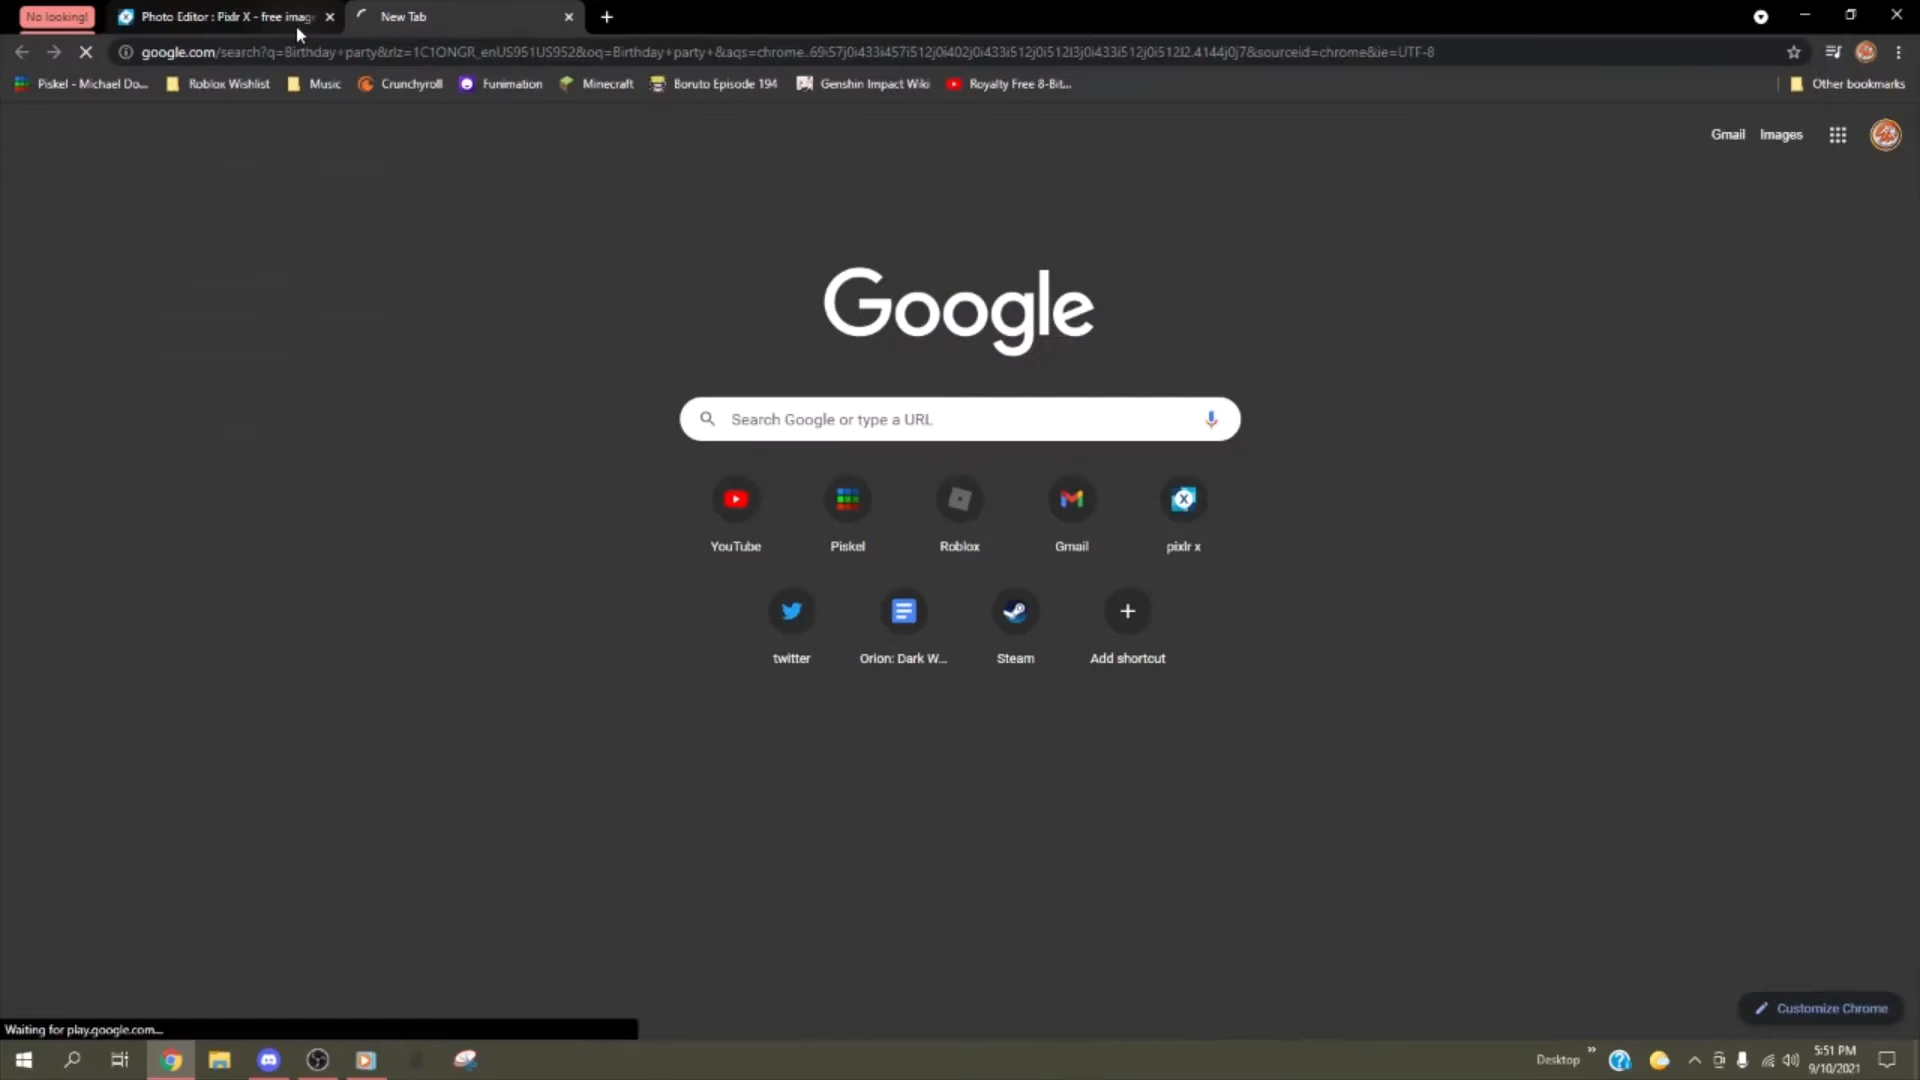 No looking!
Photo Editor : Pixlr X - free imag
New Tab
google.com/search?q=Birthday+party&rlz=1C1ONGR_enUS951US952&oq=Birthday+party+&aqs=chrome..69i57j0i433i457i512j0i402j0i433i512j0i512l3j0i433i512j0i512l2.4144j0j7&sourceid=chrome&ie=UTF-8
Piskel - Michael Do...
Roblox Wishlist
Music
Crunchyroll
Funimation
Minecraft
Boruto Episode 194
Genshin Impact Wiki
Royalty Free 8-Bit...
Other bookmarks
Gmail
Images
Google
Search Google or type a URL
YouTube
Piskel
Roblox
Gmail
pixlr x
twitter
Orion: Dark W...
Steam
Add shortcut
Customize Chrome
Waiting for play.google.com...
Desktop
5:51 PM
9/10/2021